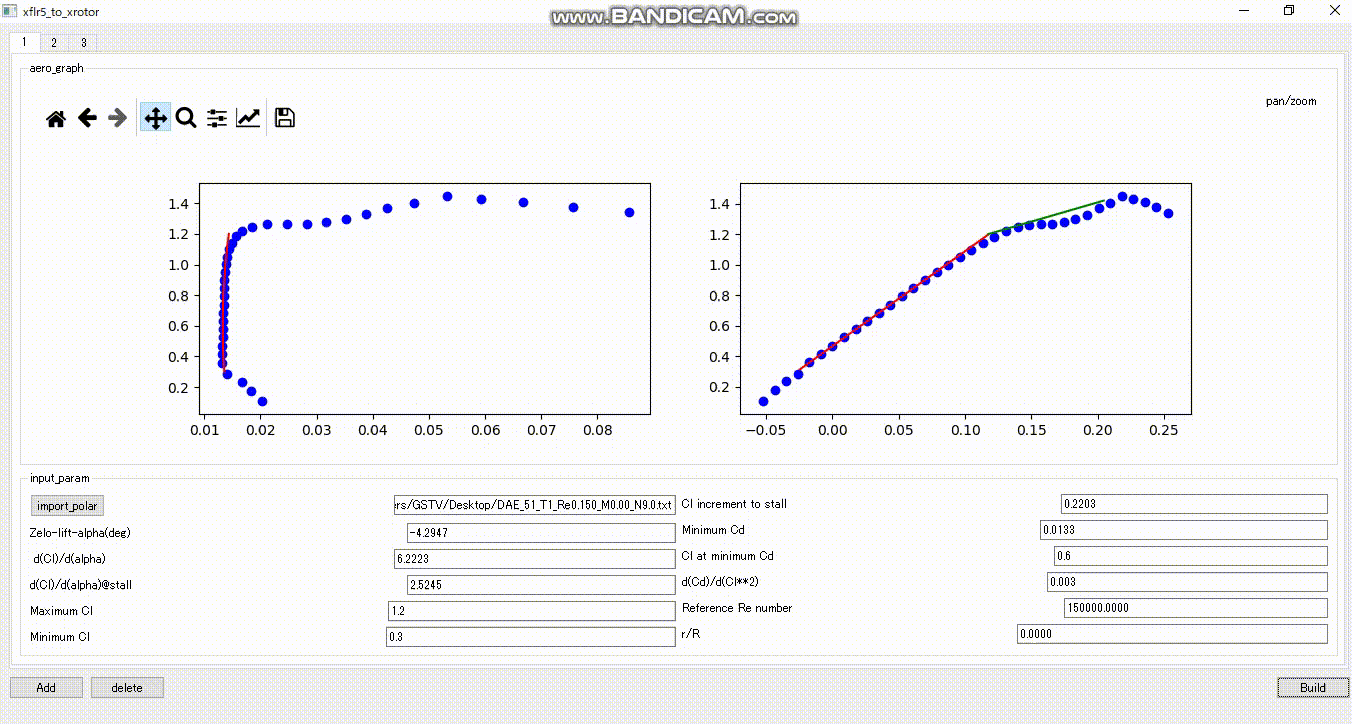 xflr5_to_xrotor
www.BANDICAM.com
1 2 3
aero_graph
pan/zoom
1.4
1.2
1.0
0.8
0.6
0.4
0.2
0.01 0.02 0.03 0.04 0.05 0.06 0.07 0.08
1.4
1.2
1.0
0.8
0.6
0.4
0.2
−0.05 0.00 0.05 0.10 0.15 0.20 0.25
input_param
import_polar
ers/GSTV/Desktop/DAE_51_T1_Re0.150_M0.00_N9.0.txt
Zelo-lift-alpha(deg) -4.2947
d(Cl)/d(alpha) 6.2223
d(Cl)/d(alpha)@stall 2.5245
Maximum Cl 1.2
Minimum Cl 0.3
Cl increment to stall 0.2203
Minimum Cd 0.0133
Cl at minimum Cd 0.6
d(Cd)/d(Cl**2) 0.003
Reference Re number 150000.0000
r/R 0.0000
Add delete
Build